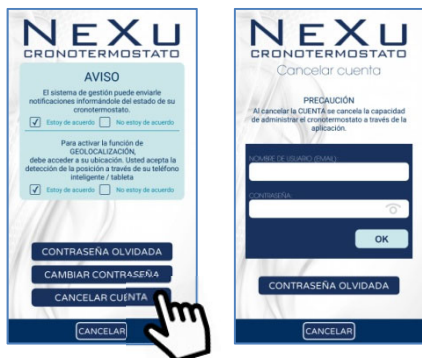 NEXU
CRONOTERMOSTATO
AVISO
El sistema de gestión puede enviarle
notificaciones informándole del estado de su
cronotermostato.
Estoy de acuerdo No estoy de acuerdo
Para activar la función de
GEOLOCALIZACIÓN,
debe acceder a su ubicación. Usted acepta la
detección de la posición a través de su teléfono
inteligente / tableta
Estoy de acuerdo No estoy de acuerdo
CONTRASEÑA OLVIDADA
CAMBIAR CONTRASEÑA
CANCELAR CUENTA
CANCELAR
NEXU
CRONOTERMOSTATO
Cancelar cuenta
PRECAUCIÓN
Al cancelar la CUENTA se cancela la capacidad
de administrar el cronotermostato a través de la
aplicación.
NOMBRE DE USUARIO (EMAIL)
CONTRASEÑA
OK
CONTRASEÑA OLVIDADA
CANCELAR